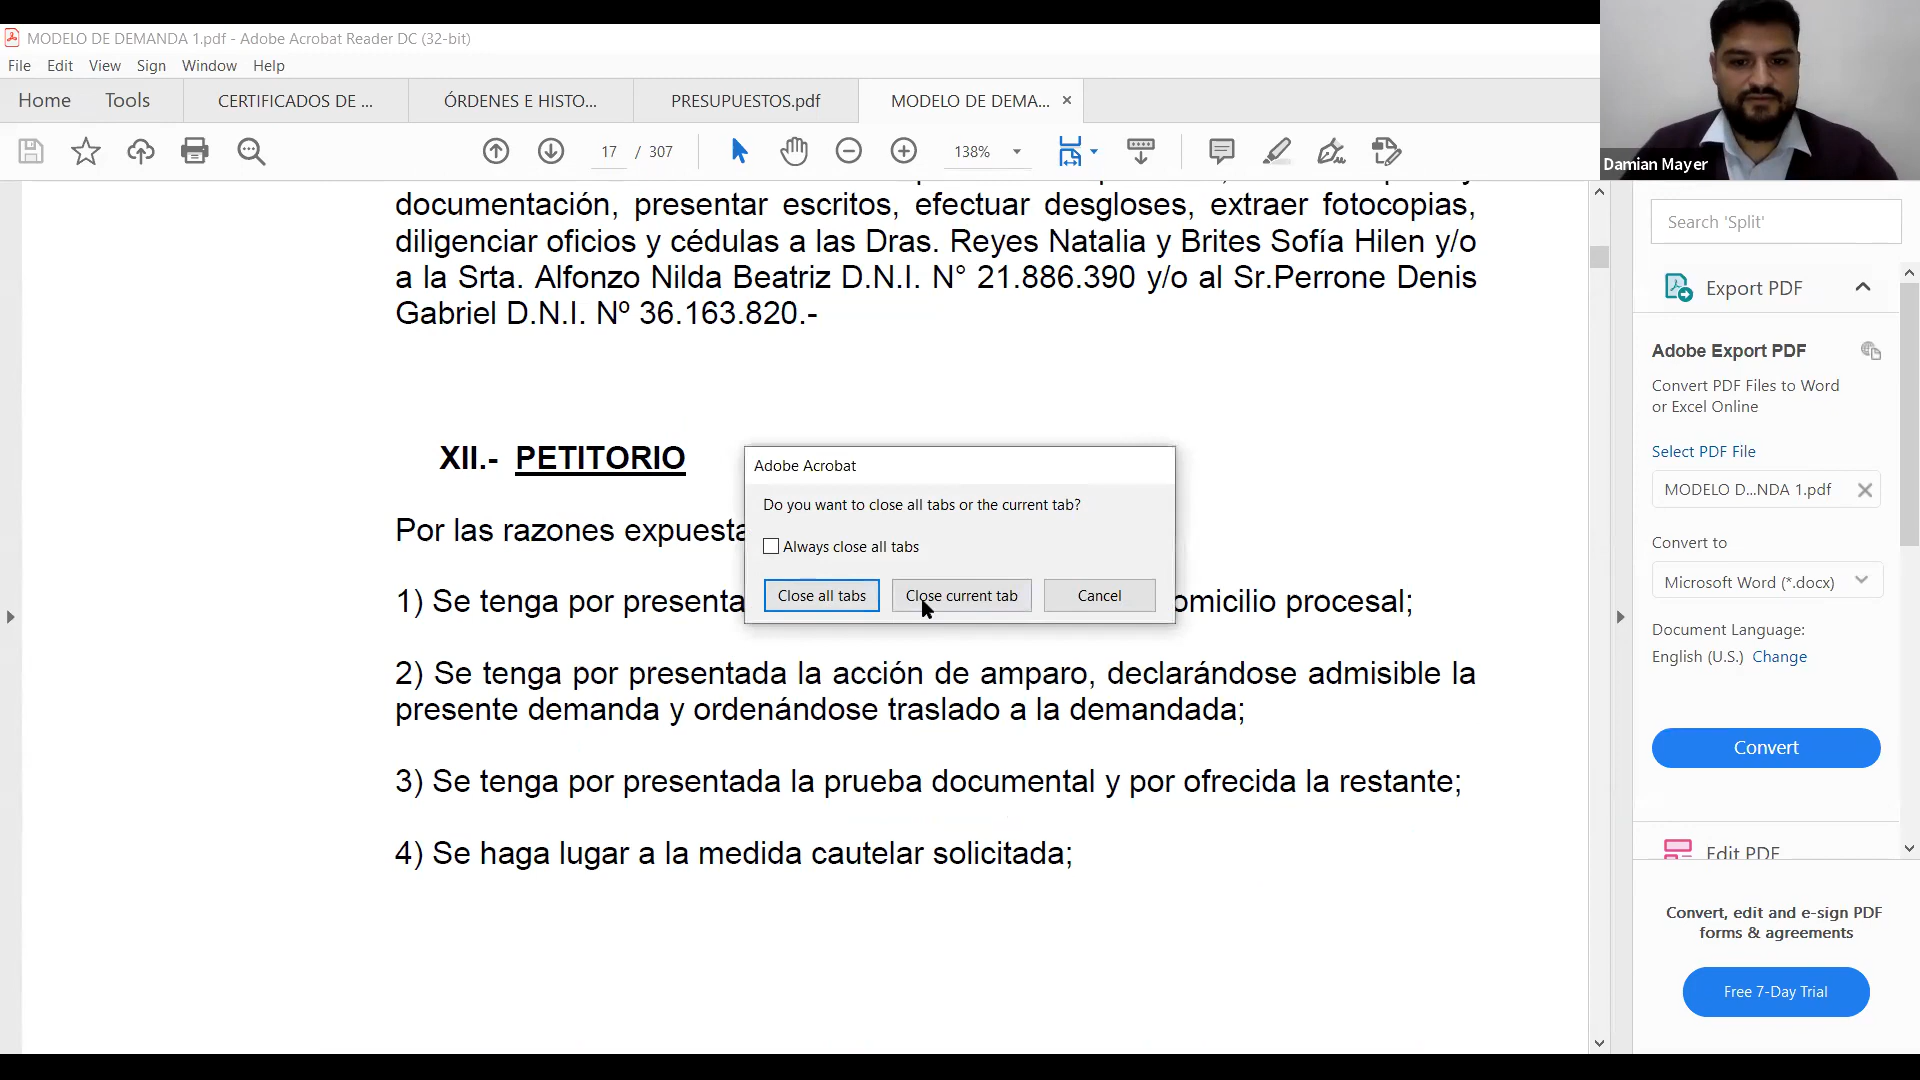 MODELO DE DEMANDA 1.pdf - Adobe Acrobat Reader DC (32-bit)
File Edit View Sign Window Help
Home Tools CERTIFICADOS DE ... ÓRDENES E HISTO... PRESUPUESTOS.pdf MODELO DE DEMA... ×
17 / 307 138%
Damian Mayer
documentación, presentar escritos, efectuar desgloses, extraer fotocopias,
diligenciar oficios y cédulas a las Dras. Reyes Natalia y Brites Sofía Hilen y/o
a la Srta. Alfonzo Nilda Beatriz D.N.I. N° 21.886.390 y/o al Sr.Perrone Denis
Gabriel D.N.I. Nº 36.163.820.-
XII.- PETITORIO
Por las razones expuesta
1) Se tenga por presenta
omicilio procesal;
2) Se tenga por presentada la acción de amparo, declarándose admisible la
presente demanda y ordenándose traslado a la demandada;
3) Se tenga por presentada la prueba documental y por ofrecida la restante;
4) Se haga lugar a la medida cautelar solicitada;
Adobe Acrobat
Do you want to close all tabs or the current tab?
Always close all tabs
Close all tabs Close current tab Cancel
Search 'Split'
Export PDF
Adobe Export PDF
Convert PDF Files to Word
or Excel Online
Select PDF File
MODELO D...NDA 1.pdf
Convert to
Microsoft Word (*.docx)
Document Language:
English (U.S.) Change
Convert
Edit PDF
Convert, edit and e-sign PDF
forms & agreements
Free 7-Day Trial